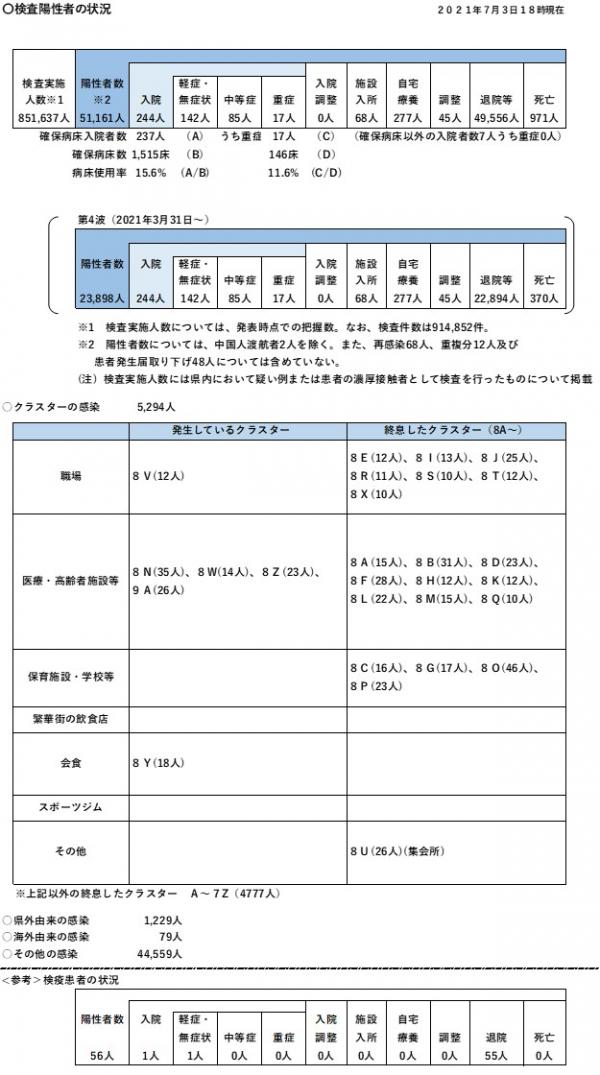 〇検査陽性者の状況 2021年7月3日18時現在
検査実施 陽性者数 軽症・ 入院 施設 自宅
人数※1 ※2 入院 無症状 中等症 重症 調整 入所 療養 調整 退院等 死亡
851,637人 51,161人 244人 142人 85人 17人 0人 68人 277人 45人 49,556人 971人
確保病床入院者数 237人 (A) うち重症 17人 (C) (確保病床以外の入院者数7人うち重症0人)
確保病床数 1,515床 (B) 146床 (D)
病床使用率 15.6% (A/B) 11.6% (C/D)
第4波(2021年3月31日～)
陽性者数 入院 軽症・ 中等症 重症 入院 施設 自宅 調整 退院等 死亡
無症状 調整 入所 療養
23,898人 244人 142人 85人 17人 0人 68人 277人 45人 22,894人 370人
※1 検査実施人数については、発表時点での把握数。なお、検査件数は914,852件。
※2 陽性者数については、中国人渡航者2人を除く。また、再感染68人、重複分12人及び
患者発生届取り下げ48人については含めていない。
(注) 検査実施人数には県内において疑い例または患者の濃厚接触者として検査を行ったものについて掲載
○クラスターの感染 5,294人
発生しているクラスター 終息したクラスター(8A～)
職場 8V(12人) 8E(12人)、8I(13人)、8J(25人)、
8R(11人)、8S(10人)、8T(12人)、
8X(10人)
医療・高齢者施設等 8N(35人)、8W(14人)、8Z(23人)、
9A(26人)
8A(15人)、8B(31人)、8D(23人)、
8F(28人)、8H(12人)、8K(12人)、
8L(22人)、8M(15人)、8Q(10人)
保育施設・学校等 8C(16人)、8G(17人)、8O(46人)、
8P(23人)
繁華街の飲食店
会食 8Y(18人)
スポーツジム
その他 8U(26人)(集会所)
※上記以外の終息したクラスター A～7Z(4777人)
○県外由来の感染 1,229人
○海外由来の感染 79人
○その他の感染 44,559人
<参考>検疫患者の状況
陽性者数 入院 軽症・ 中等症 重症 入院 施設 自宅 調整 退院 死亡
無症状 調整 入所 療養
56人 1人 1人 0人 0人 0人 0人 0人 0人 55人 0人